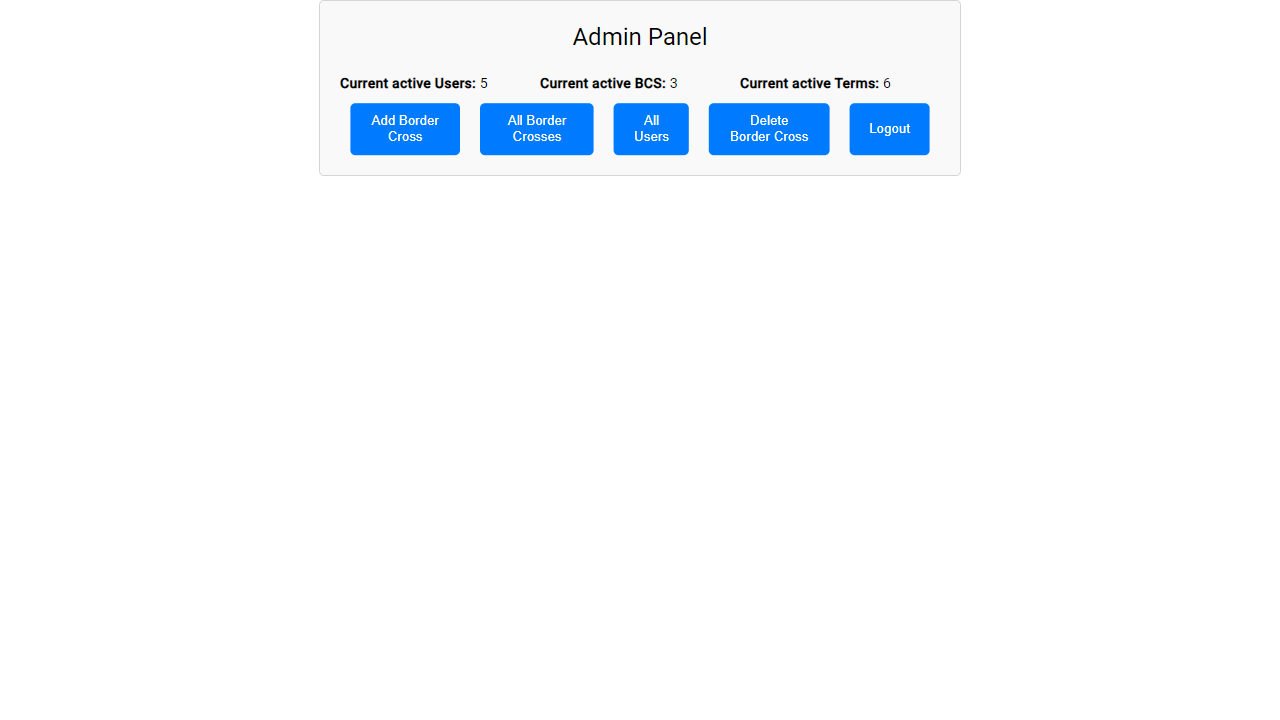 Admin Panel
Current active Users: 5
Current active BCS: 3
Current active Terms: 6
Add Border
Cross
All Border
Crosses
All
Users
Delete
Border Cross
Logout